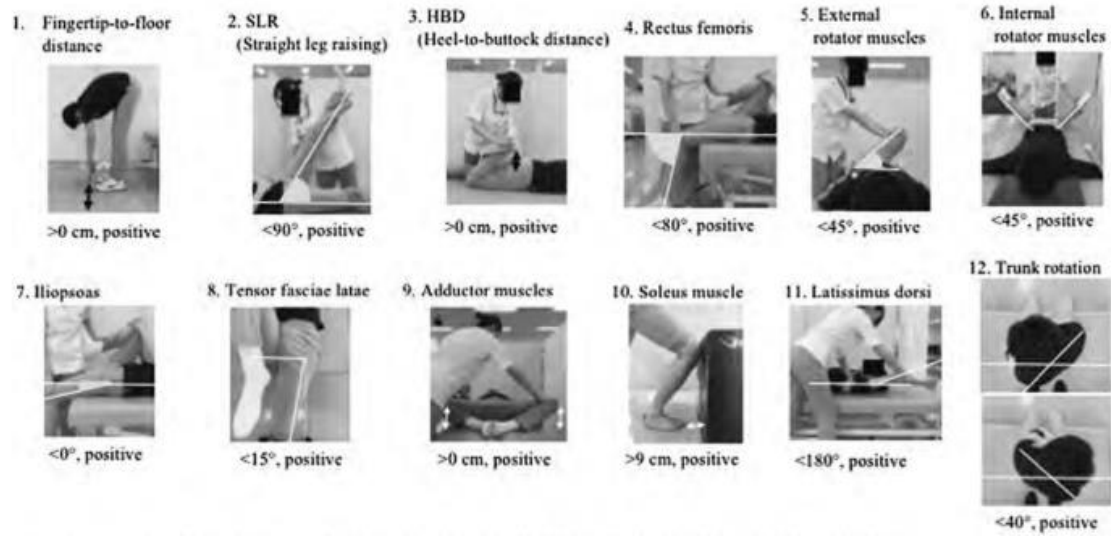 1. Fingertip-to-floor
distance
>0 cm, positive
2. SLR
(Straight leg raising)
<90°, positive
3. HBD
(Heel-to-buttock distance)
>0 cm, positive
4. Rectus femoris
<80°, positive
5. External
rotator muscles
<45°, positive
6. Internal
rotator muscles
<45°, positive
7. Iliopsoas
<0°, positive
8. Tensor fasciae latae
<15°, positive
9. Adductor muscles
>0 cm, positive
10. Soleus muscle
>9 cm, positive
11. Latissimus dorsi
<180°, positive
12. Trunk rotation
<40°, positive